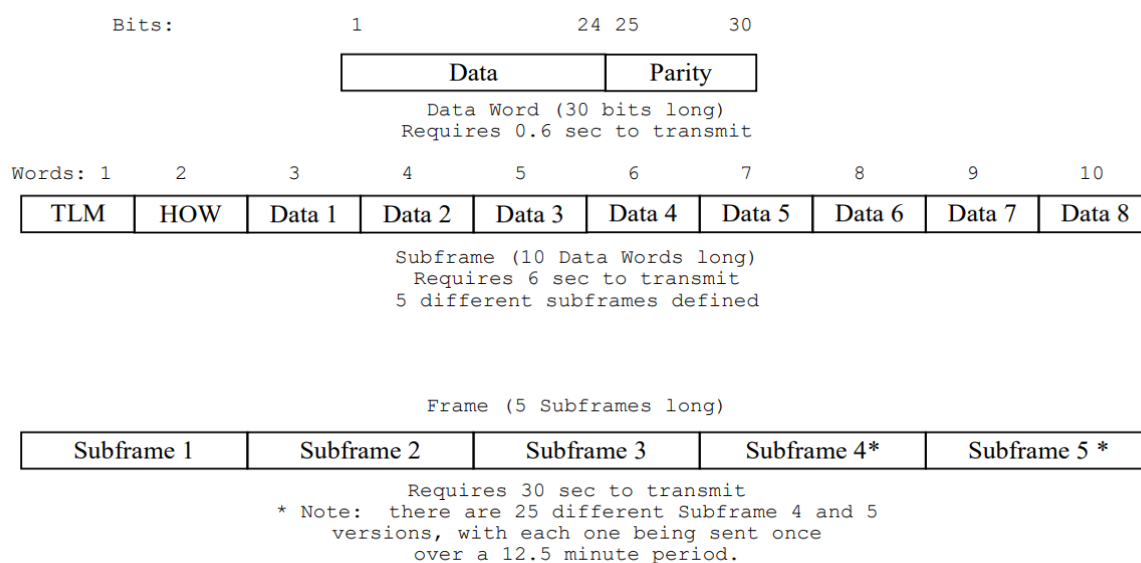 Bits: 1 24 25 30
Data Parity
Data Word (30 bits long)
Requires 0.6 sec to transmit
Words: 1 2 3 4 5 6 7 8 9 10
TLM HOW Data 1 Data 2 Data 3 Data 4 Data 5 Data 6 Data 7 Data 8
Subframe (10 Data Words long)
Requires 6 sec to transmit
5 different subframes defined
Frame (5 Subframes long)
Subframe 1 Subframe 2 Subframe 3 Subframe 4* Subframe 5 *
Requires 30 sec to transmit
* Note: there are 25 different Subframe 4 and 5
versions, with each one being sent once
over a 12.5 minute period.